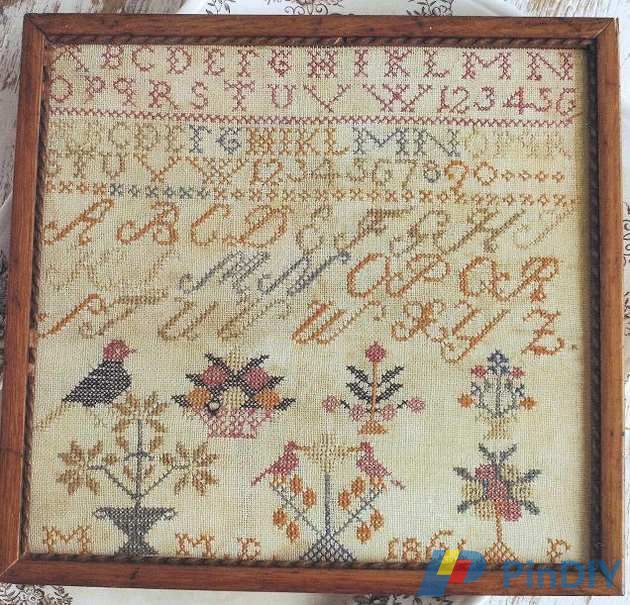 A B C D E F G H I K L M N
O P Q R S T U V W 1 2 3 4 5 6
A B C D E F G H I K L M N O P Q R
S T U V W 1 2 3 4 5 6 7 8 9 0
A B C D E F G H I
K L M N O P Q R
S T U V W X Y Z .
M M D 186 F
PinDIY